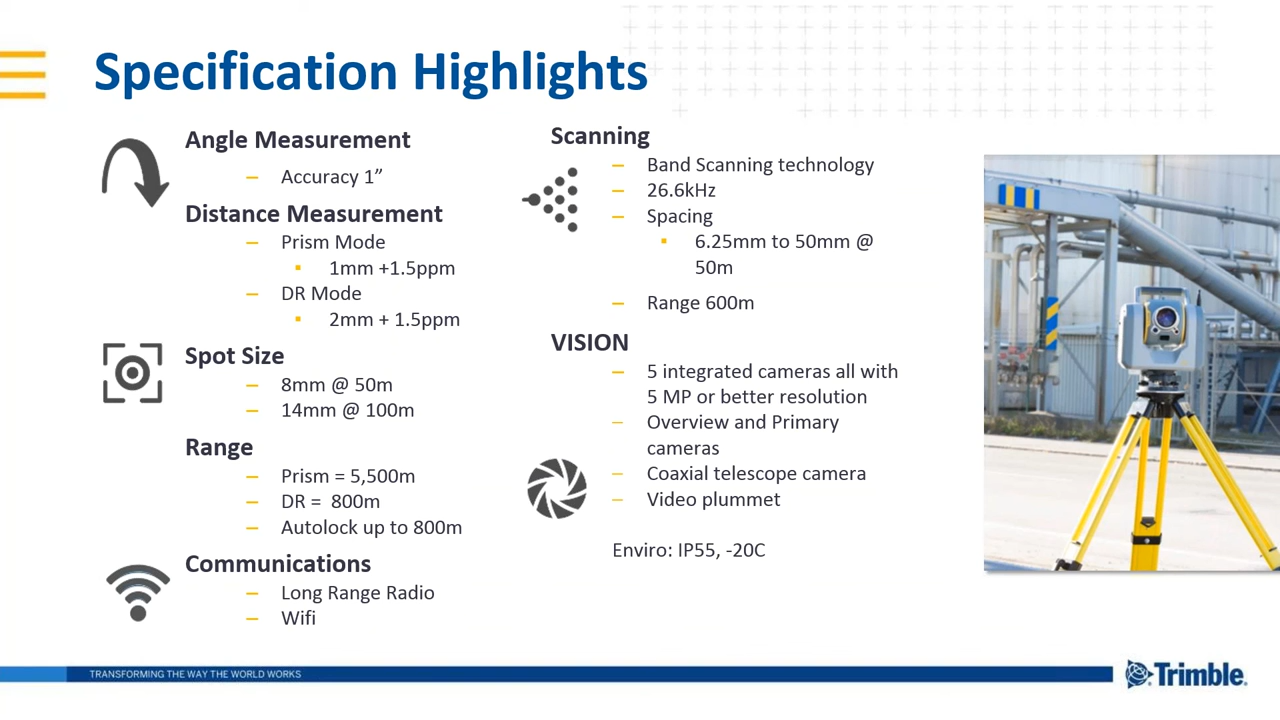 Specification Highlights
Angle Measurement
– Accuracy 1”
Distance Measurement
– Prism Mode
▪ 1mm +1.5ppm
– DR Mode
▪ 2mm + 1.5ppm
Spot Size
– 8mm @ 50m
– 14mm @ 100m
Range
– Prism = 5,500m
– DR = 800m
– Autolock up to 800m
Communications
– Long Range Radio
– Wifi
Scanning
– Band Scanning technology
– 26.6kHz
– Spacing
▪ 6.25mm to 50mm @
50m
– Range 600m
VISION
– 5 integrated cameras all with
5 MP or better resolution
– Overview and Primary
cameras
– Coaxial telescope camera
– Video plummet
Enviro: IP55, -20C
TRANSFORMING THE WAY THE WORLD WORKS
Trimble